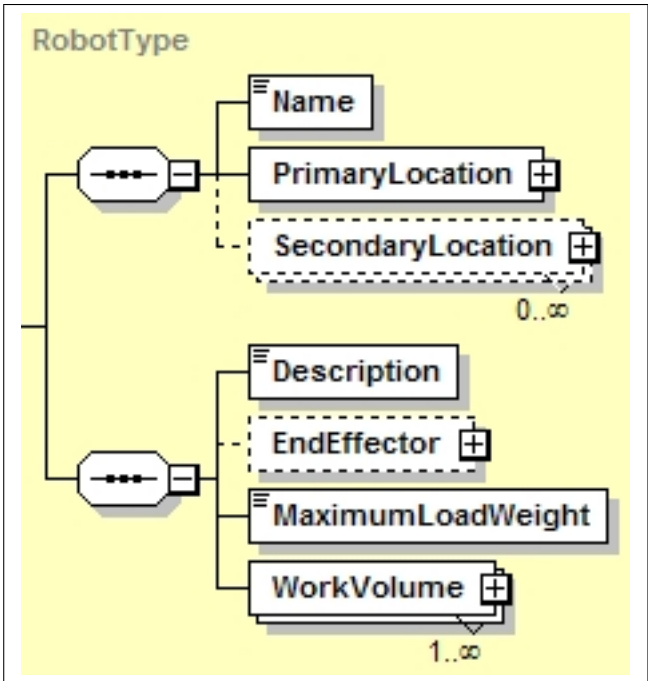 RobotType
Name
PrimaryLocation
SecondaryLocation
0..∞
Description
EndEffector
MaximumLoadWeight
WorkVolume
1..∞